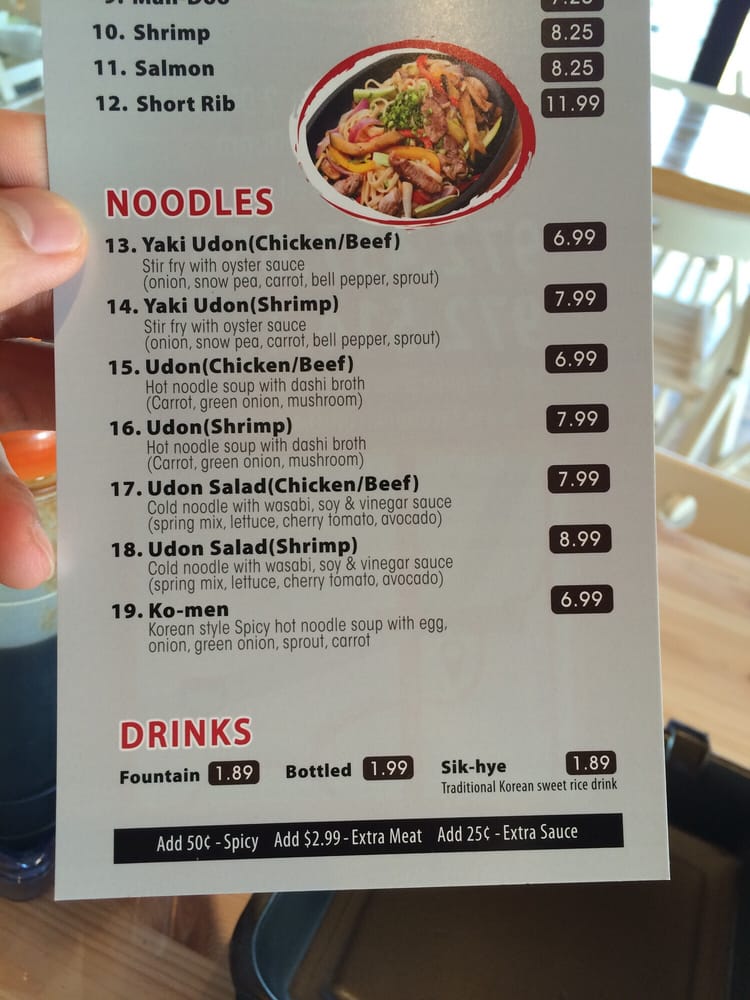 9. Man-Doo 7.25
10. Shrimp 8.25
11. Salmon 8.25
12. Short Rib 11.99
NOODLES
13. Yaki Udon(Chicken/Beef) 6.99
Stir fry with oyster sauce
(onion, snow pea, carrot, bell pepper, sprout)
14. Yaki Udon(Shrimp) 7.99
Stir fry with oyster sauce
(onion, snow pea, carrot, bell pepper, sprout)
15. Udon(Chicken/Beef) 6.99
Hot noodle soup with dashi broth
(Carrot, green onion, mushroom)
16. Udon(Shrimp) 7.99
Hot noodle soup with dashi broth
(Carrot, green onion, mushroom)
17. Udon Salad(Chicken/Beef) 7.99
Cold noodle with wasabi, soy & vinegar sauce
(spring mix, lettuce, cherry tomato, avocado)
18. Udon Salad(Shrimp) 8.99
Cold noodle with wasabi, soy & vinegar sauce
(spring mix, lettuce, cherry tomato, avocado)
19. Ko-men 6.99
Korean style Spicy hot noodle soup with egg,
onion, green onion, sprout, carrot
DRINKS
Fountain 1.89 Bottled 1.99 Sik-hye 1.89
Traditional Korean sweet rice drink
Add 50¢ - Spicy Add $2.99 - Extra Meat Add 25¢ - Extra Sauce